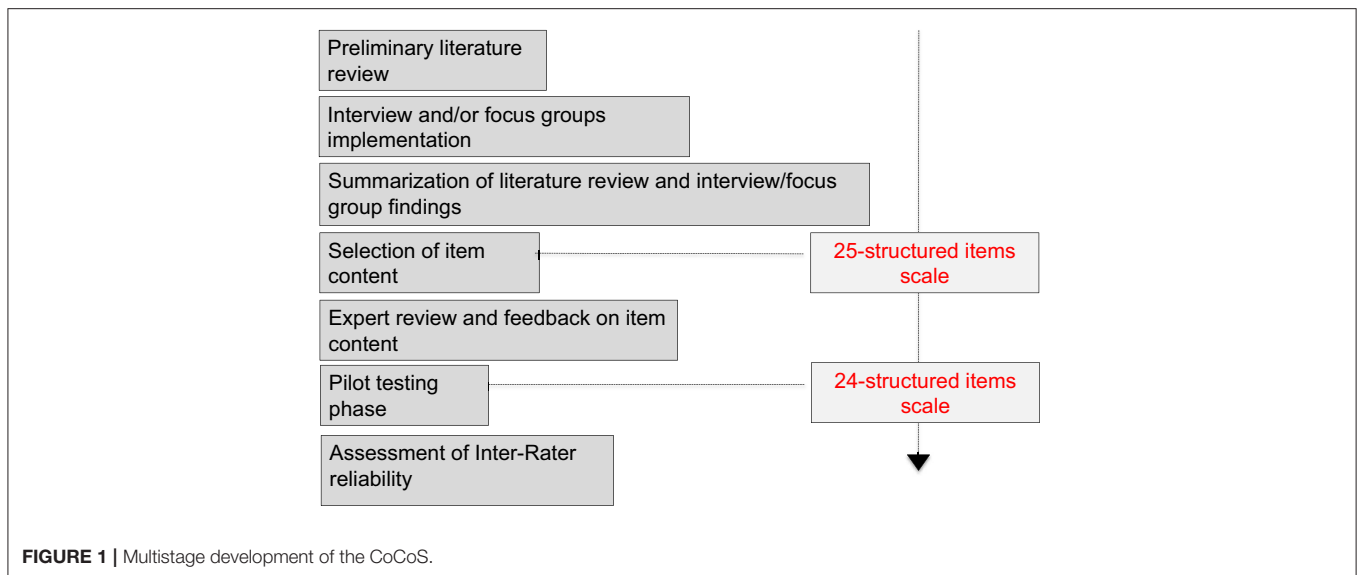 Preliminary literature
review
Interview and/or focus groups
implementation
Summarization of literature review and interview/focus
group findings
Selection of item
content
25-structured items
scale
Expert review and feedback on item
content
Pilot testing
phase
24-structured items
scale
Assessment of Inter-Rater
reliability
FIGURE 1 | Multistage development of the CoCoS.